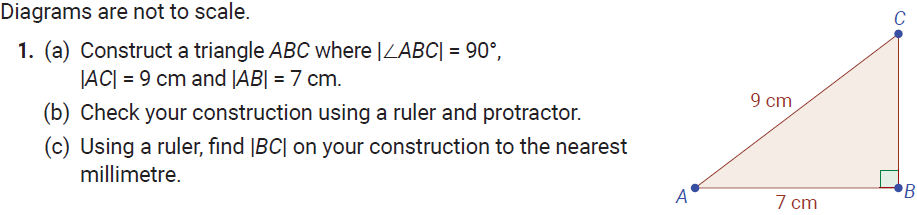 Diagrams are not to scale.
1. (a) Construct a triangle ABC where |∠ABC| = 90°,
|AC| = 9 cm and |AB| = 7 cm.
(b) Check your construction using a ruler and protractor.
(c) Using a ruler, find |BC| on your construction to the nearest
millimetre.
C
9 cm
A
B
7 cm